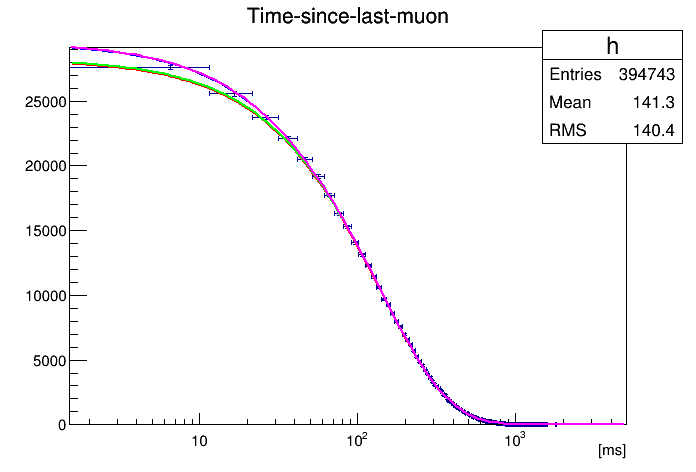 Time-since-last-muon
h
Entries 394743
Mean 141.3
RMS 140.4
25000
20000
15000
10000
5000
0
10
10²
10³
[ms]